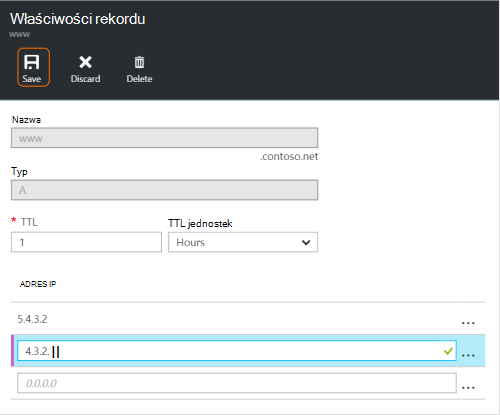 Właściwości rekordu
www
Save Discard Delete
Nazwa
www
.contoso.net
Typ
A
* TTL TTL jednostek
1 Hours
ADRES IP
5.4.3.2
...
4.3.2.
...
0.0.0.0
...